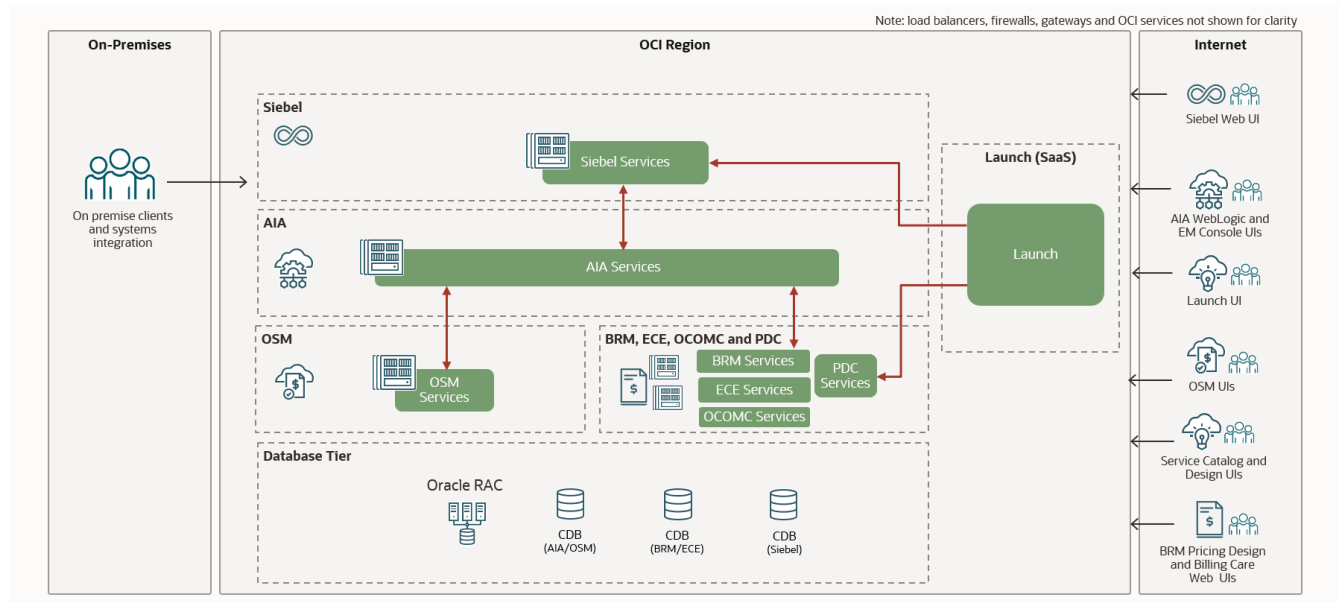 Note: load balancers, firewalls, gateways and OCI services not shown for clarity
On-Premises
On premise clients
and systems
integration
OCI Region
Siebel
Siebel Services
AIA
AIA Services
OSM
OSM
Services
BRM, ECE, OCOMC and PDC
BRM Services
ECE Services
OCOMC Services
PDC
Services
Database Tier
Oracle RAC
CDB
(AIA/OSM)
CDB
(BRM/ECE)
CDB
(Siebel)
Launch (SaaS)
Launch
Internet
Siebel Web UI
AIA WebLogic and
EM Console UIs
Launch UI
OSM UIs
Service Catalog and
Design UIs
BRM Pricing Design
and Billing Care
Web UIs